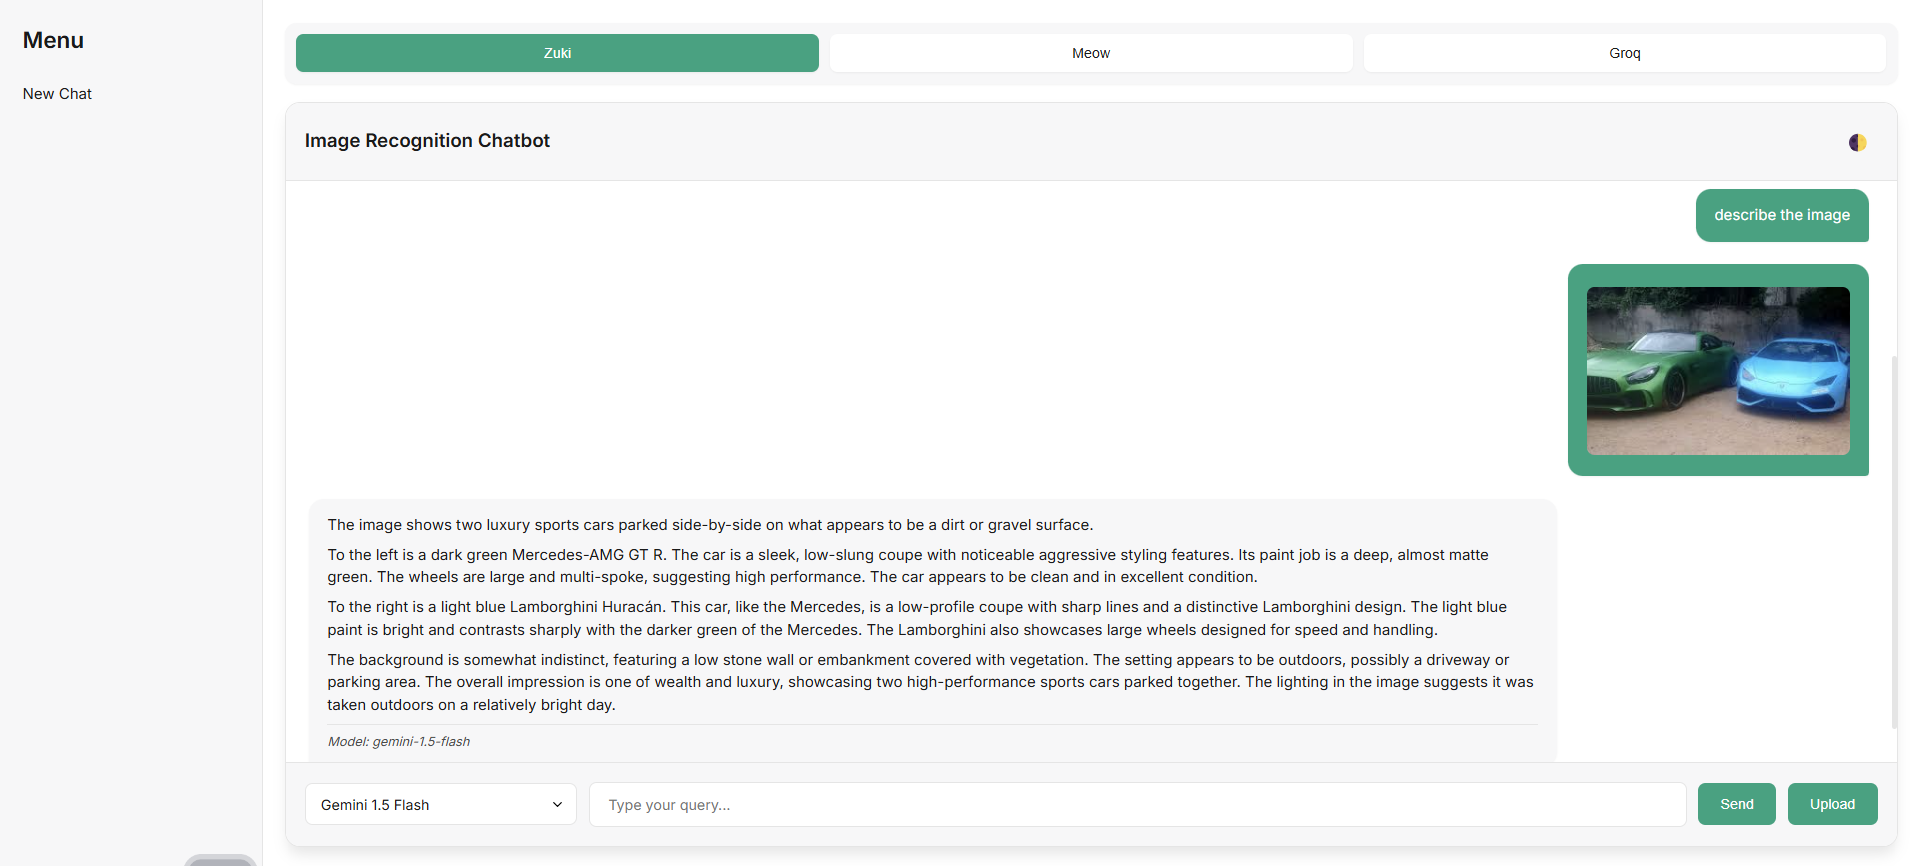 Menu
New Chat
Zuki
Meow
Groq
Image Recognition Chatbot
describe the image
The image shows two luxury sports cars parked side-by-side on what appears to be a dirt or gravel surface.
To the left is a dark green Mercedes-AMG GT R. The car is a sleek, low-slung coupe with noticeable aggressive styling features. Its paint job is a deep, almost matte
green. The wheels are large and multi-spoke, suggesting high performance. The car appears to be clean and in excellent condition.
To the right is a light blue Lamborghini Huracán. This car, like the Mercedes, is a low-profile coupe with sharp lines and a distinctive Lamborghini design. The light blue
paint is bright and contrasts sharply with the darker green of the Mercedes. The Lamborghini also showcases large wheels designed for speed and handling.
The background is somewhat indistinct, featuring a low stone wall or embankment covered with vegetation. The setting appears to be outdoors, possibly a driveway or
parking area. The overall impression is one of wealth and luxury, showcasing two high-performance sports cars parked together. The lighting in the image suggests it was
taken outdoors on a relatively bright day.
Model: gemini-1.5-flash
Gemini 1.5 Flash
Type your query...
Send
Upload